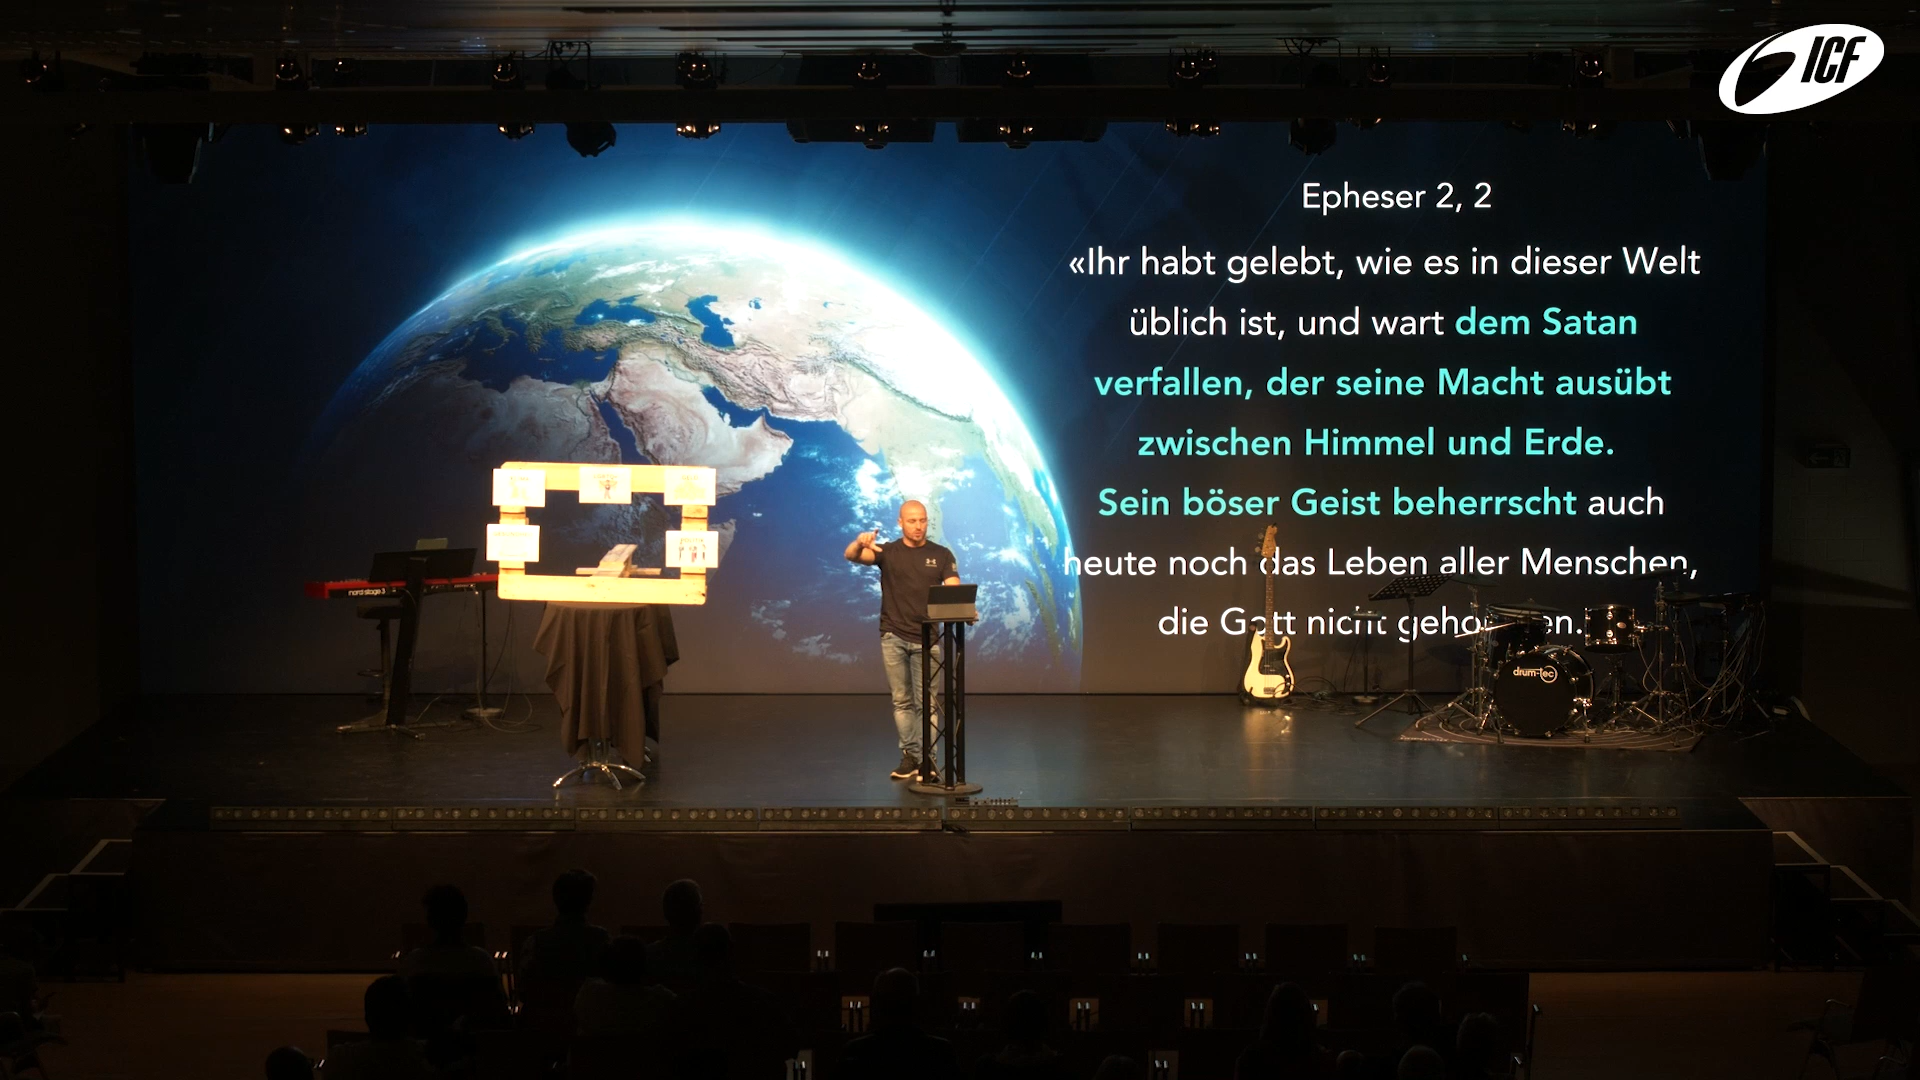 ICF
Epheser 2, 2
«Ihr habt gelebt, wie es in dieser Welt
üblich ist, und wart dem Satan
verfallen, der seine Macht ausübt
zwischen Himmel und Erde.
Sein böser Geist beherrscht auch
heute noch das Leben aller Menschen,
die Gott nicht
nord stage 3
drum-tec